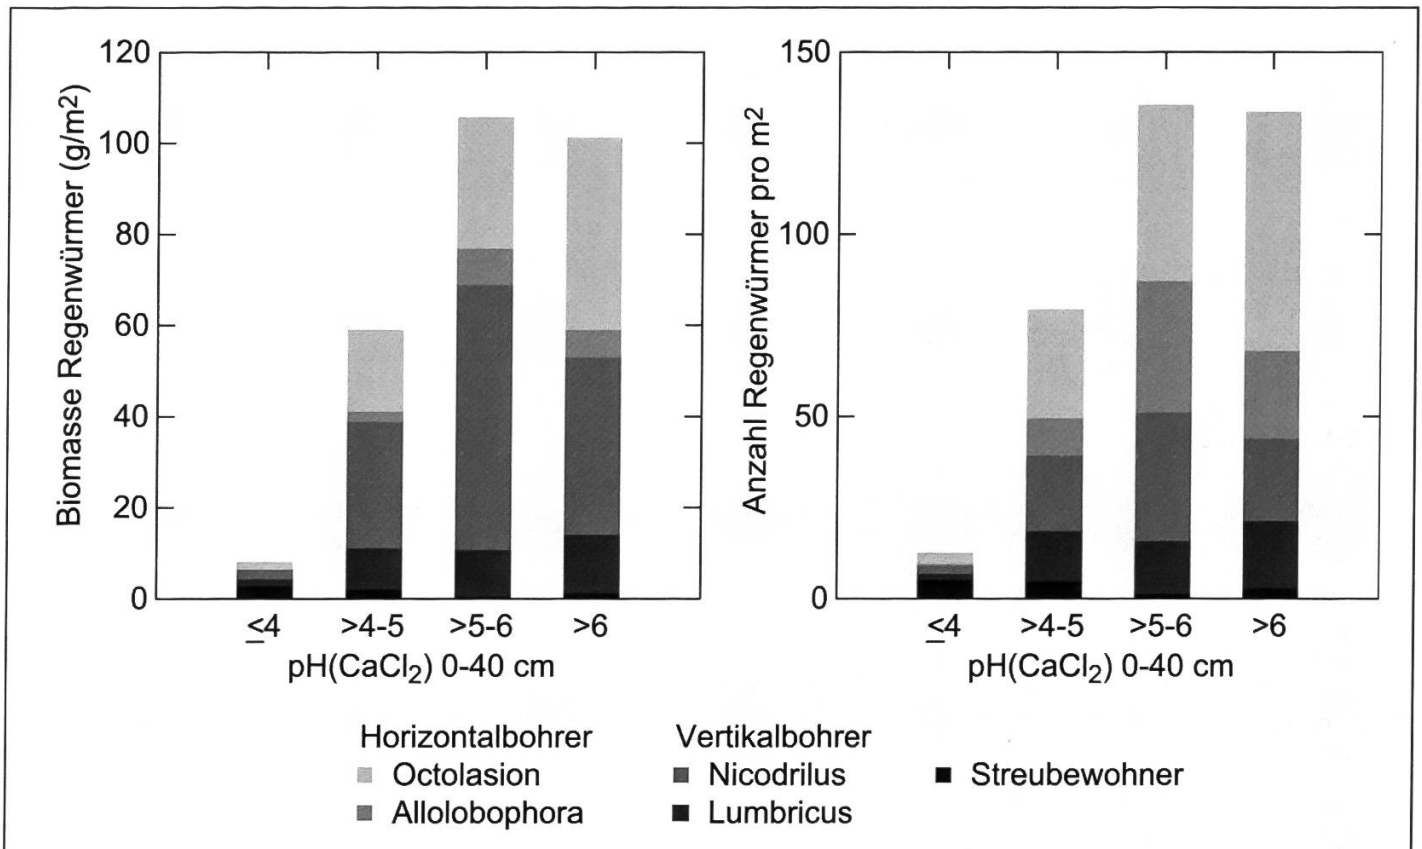 120
100
80
60
40
20
0
Biomasse Regenwürmer (g/m²)
≤4 >4-5 >5-6 >6
pH(CaCl₂) 0-40 cm
150
100
50
0
Anzahl Regenwürmer pro m²
≤4 >4-5 >5-6 >6
pH(CaCl₂) 0-40 cm
Horizontalbohrer
Octolasion
Allolobophora
Vertikalbohrer
Nicodrilus
Lumbricus
Streubewohner